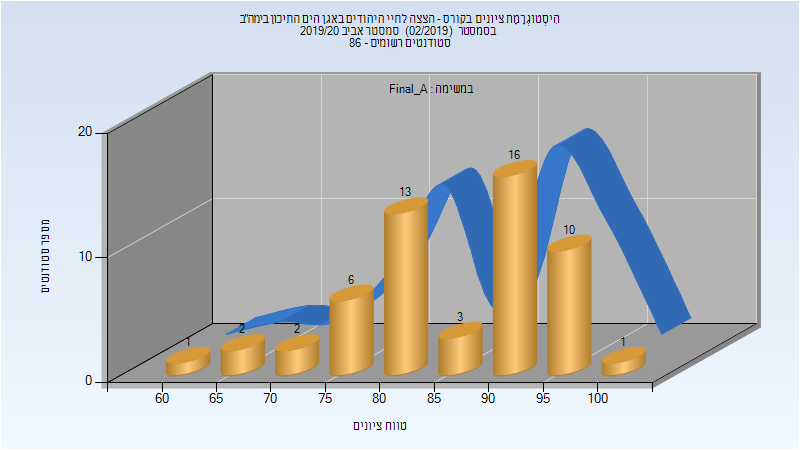 היסטוגרמת ציונים בקורס - הצצה לחיי היהודים באגן הים התיכון בימה"ב
בסמסטר (02/2019) סמסטר אביב 2019/20
סטודנטים רשומים - 86
במשימה : Final_A
מספר סטודנטים
20
10
0
1
2
2
6
13
3
16
10
1
60 65 70 75 80 85 90 95 100
טווח ציונים